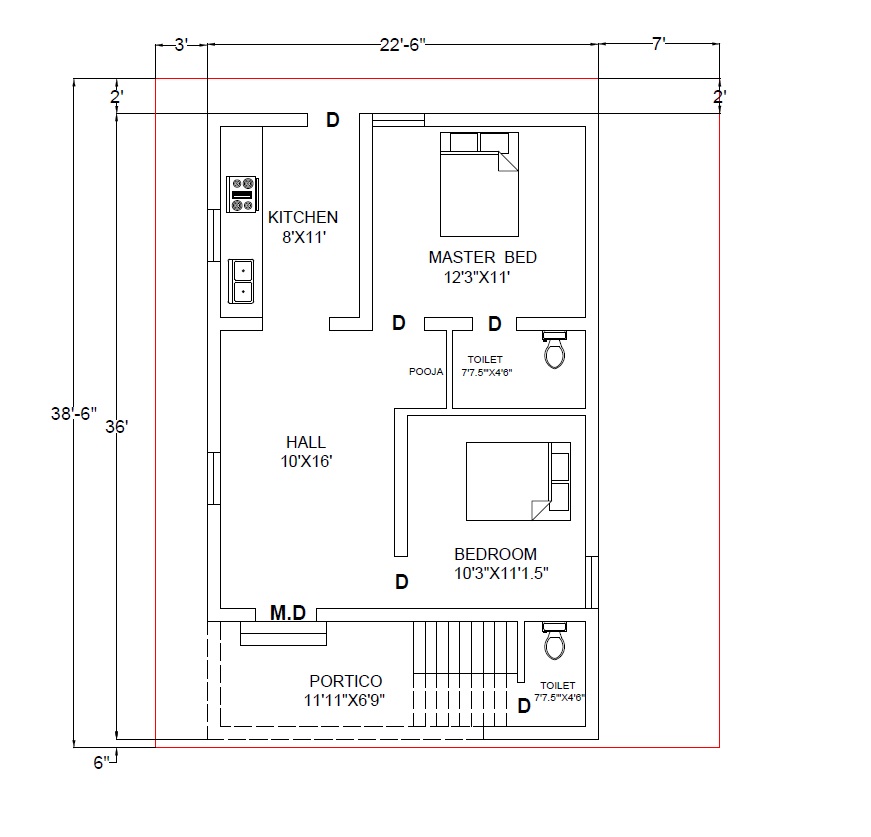 3'
22'-6"
7'
2'
2'
D
KITCHEN
8'X11'
MASTER BED
12'3"X11'
D
D
POOJA
TOILET
7'7.5"'X4'6"
38'-6"
36'
HALL
10'X16'
BEDROOM
10'3"X11'1.5"
D
M.D
PORTICO
11'11"X6'9"
TOILET
7'7.5"'X4'6"
D
6"